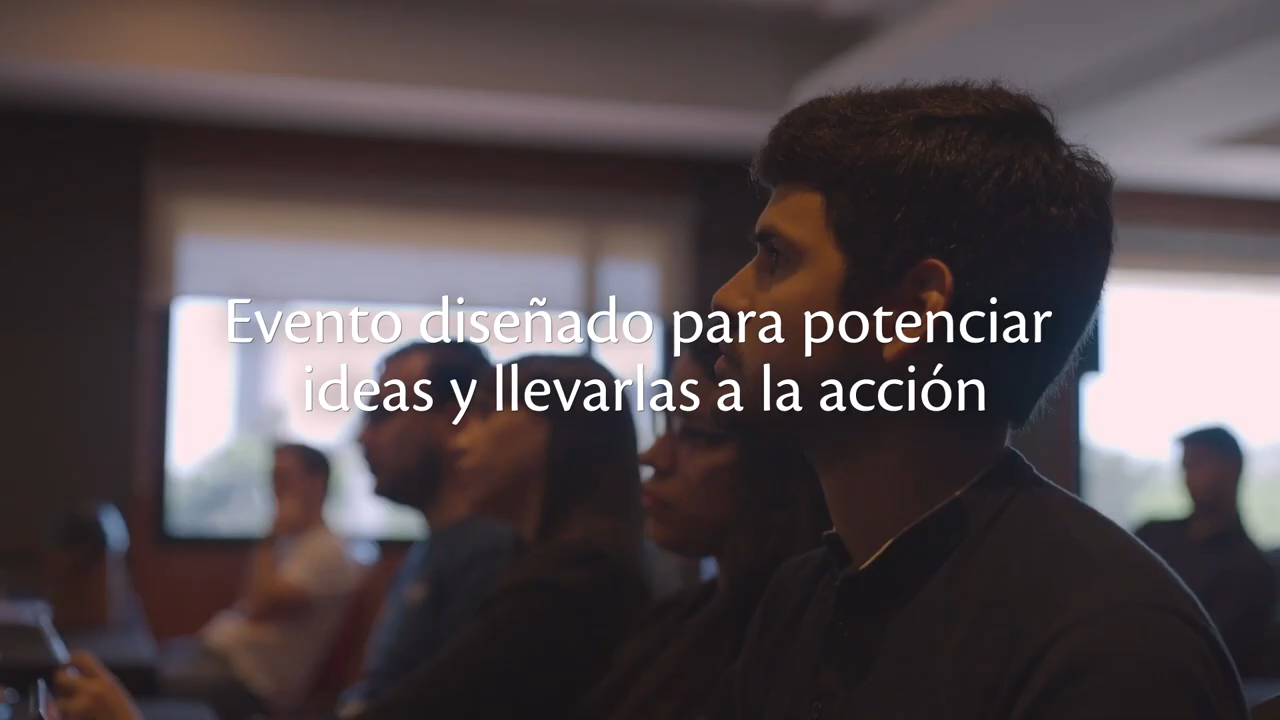 Evento diseñado para potenciar
ideas y llevarlas a la acción